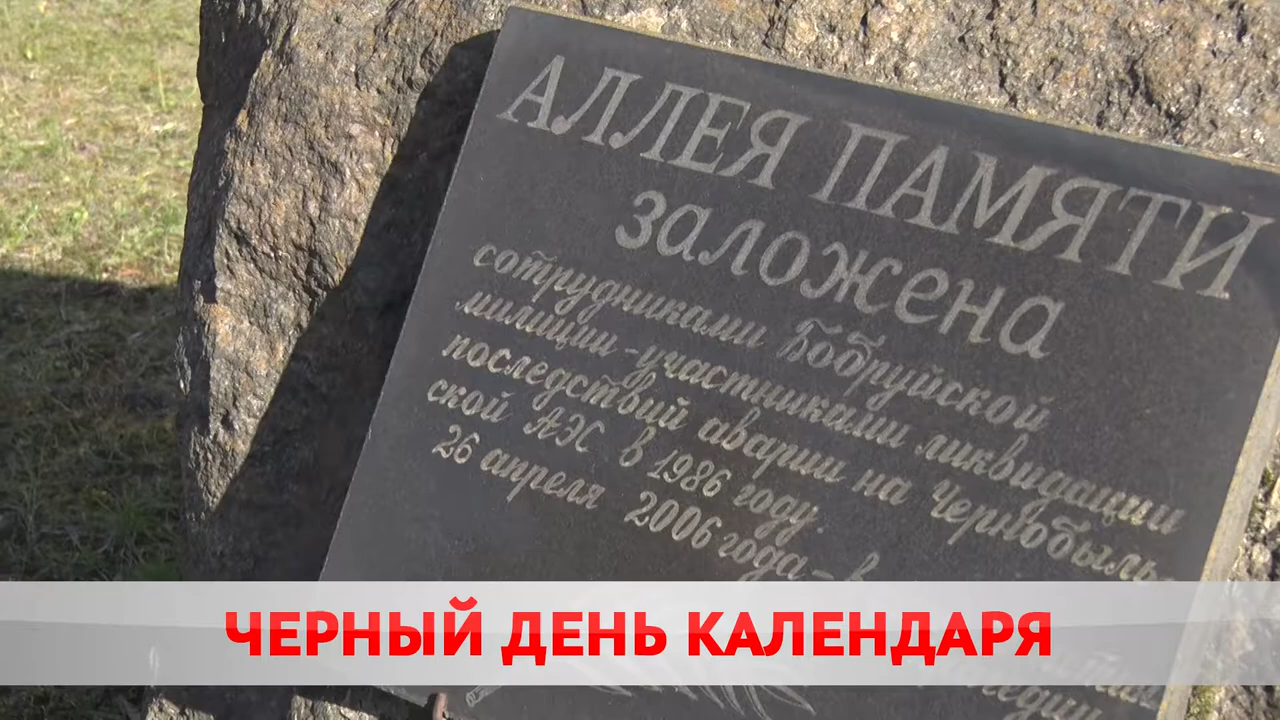 АЛЛЕЯ ПАМЯТИ
заложена
сотрудниками Бобруйской
милиции-участниками ликвидации
последствий аварии на Чернобыль-
ской АЭС в 1986 году.
26 апреля 2006 года-в
ЧЕРНЫЙ ДЕНЬ КАЛЕНДАРЯ